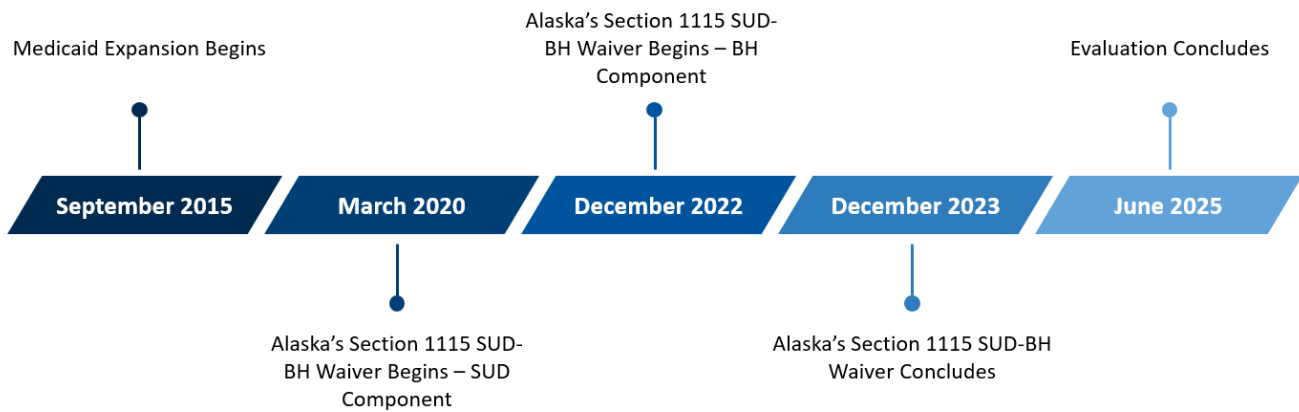 Medicaid Expansion Begins
Alaska’s Section 1115 SUD-
BH Waiver Begins – BH
Component
Evaluation Concludes
September 2015
March 2020
December 2022
December 2023
June 2025
Alaska’s Section 1115 SUD-
BH Waiver Begins – SUD
Component
Alaska’s Section 1115 SUD-BH
Waiver Concludes